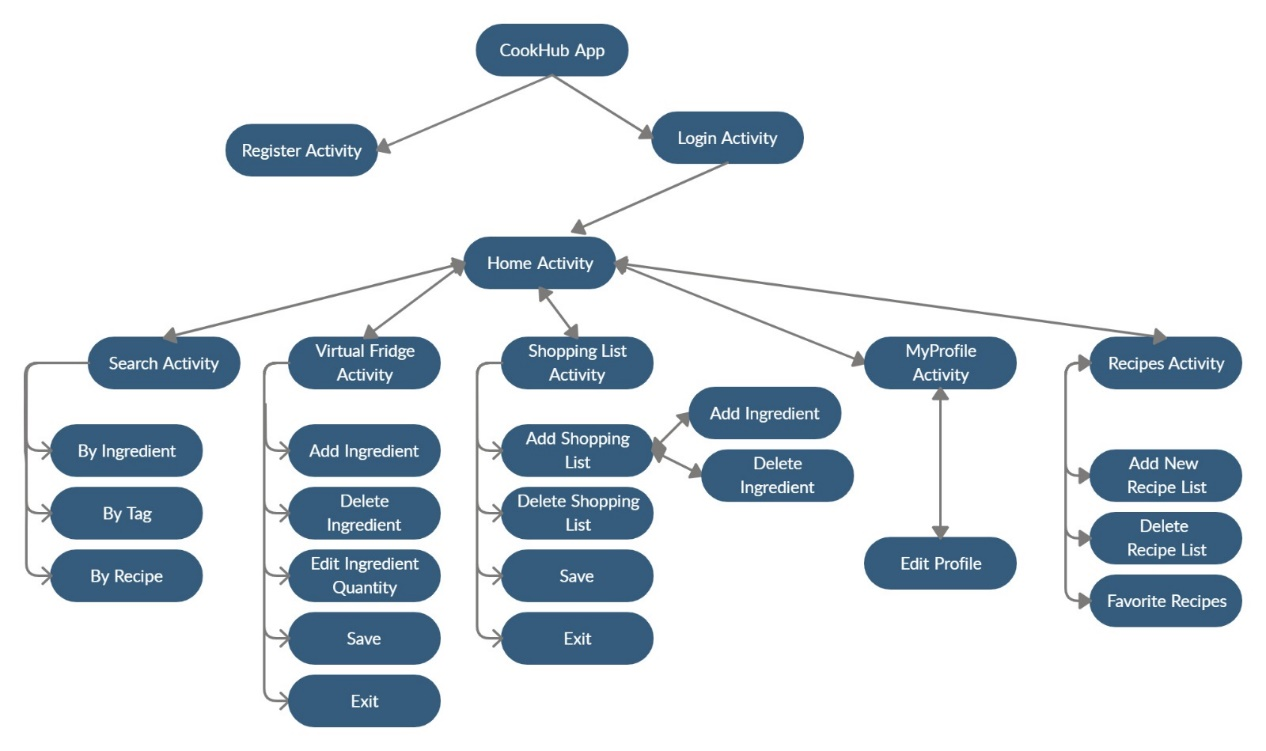 CookHub App
Register Activity
Login Activity
Home Activity
Search Activity
By Ingredient
By Tag
By Recipe
Virtual Fridge
Activity
Add Ingredient
Delete
Ingredient
Edit Ingredient
Quantity
Save
Exit
Shopping List
Activity
Add Shopping
List
Add Ingredient
Delete
Ingredient
Delete Shopping
List
Save
Exit
MyProfile
Activity
Edit Profile
Recipes Activity
Add New
Recipe List
Delete
Recipe List
Favorite Recipes